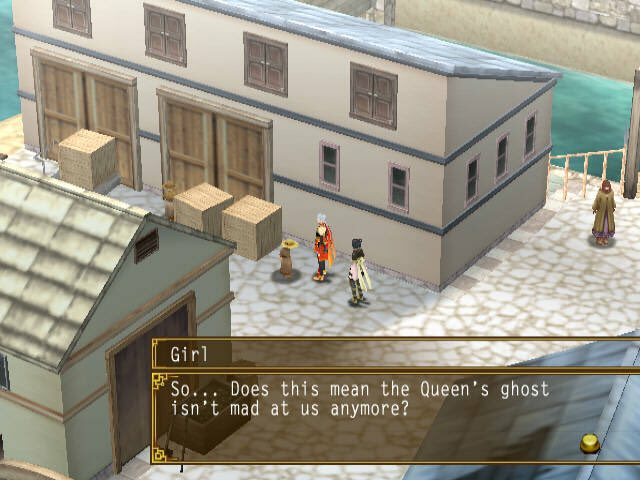 Girl
So... Does this mean the Queen's ghost
isn't mad at us anymore?